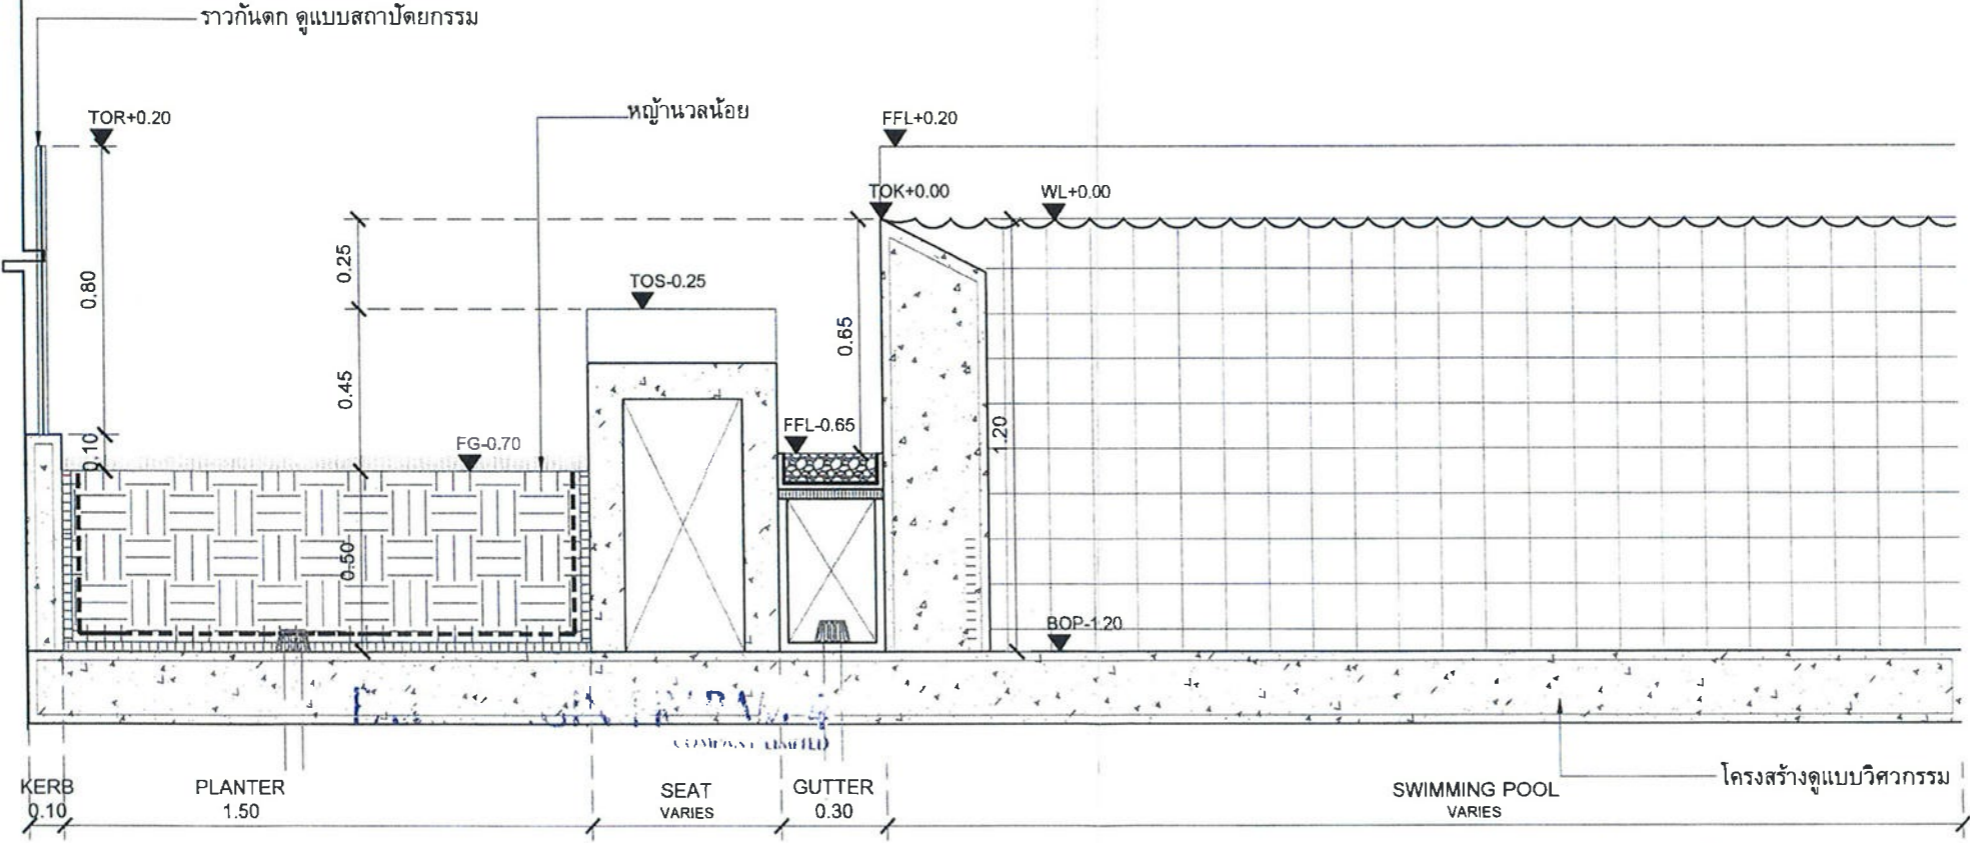 ราวกันตก ดูแบบสถาปัตยกรรม
หญ้านวลน้อย
TOR+0.20
FFL+0.20
TOK+0.00
WL+0.00
0.25
TOS-0.25
0.80
0.65
0.45
FFL-0.65
1.20
0.10
FG-0.70
0.50
BOP-1.20
COMPANY LIMITED
โครงสร้างดูแบบวิศวกรรม
KERB
0.10
PLANTER
1.50
SEAT
VARIES
GUTTER
0.30
SWIMMING POOL
VARIES